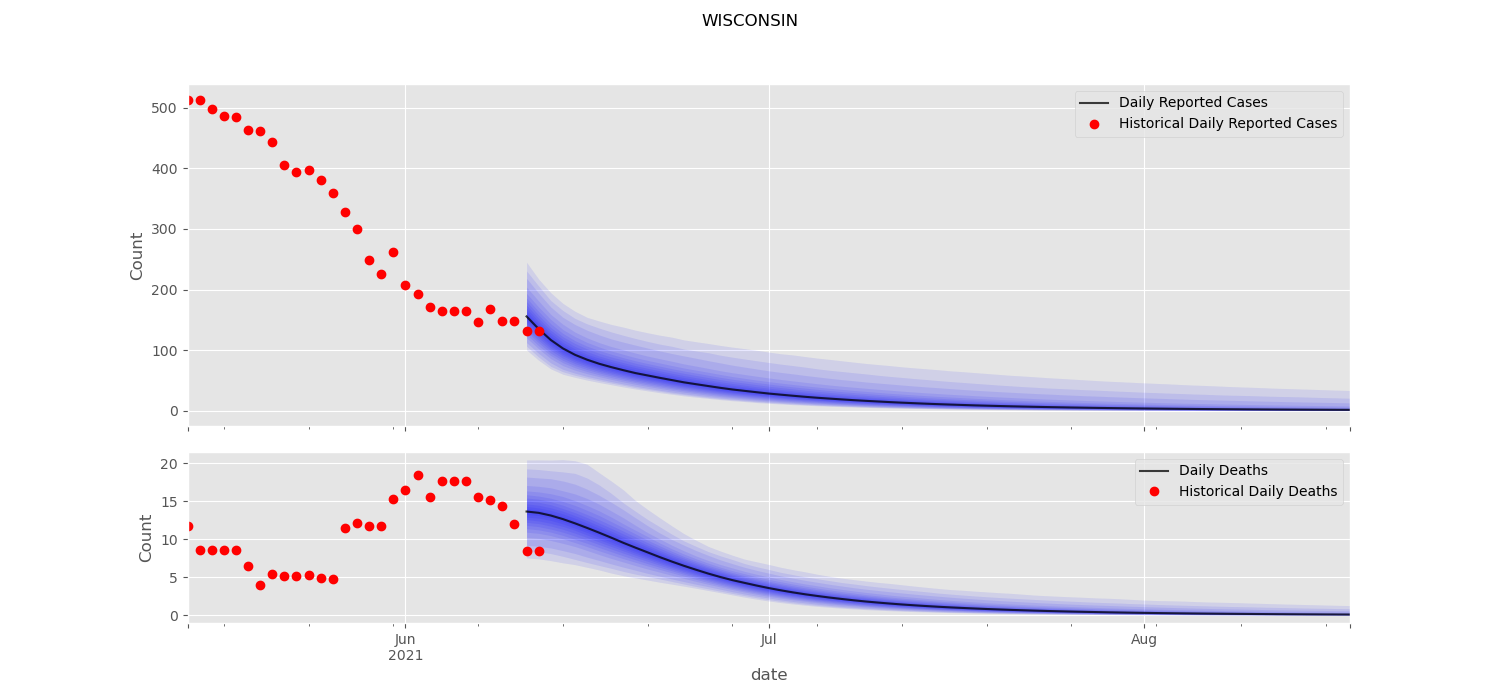 WISCONSIN
Daily Reported Cases
Historical Daily Reported Cases
500
400
300
200
100
0
Count
Daily Deaths
Historical Daily Deaths
20
15
10
5
0
Count
Jun
2021
Jul
Aug
date